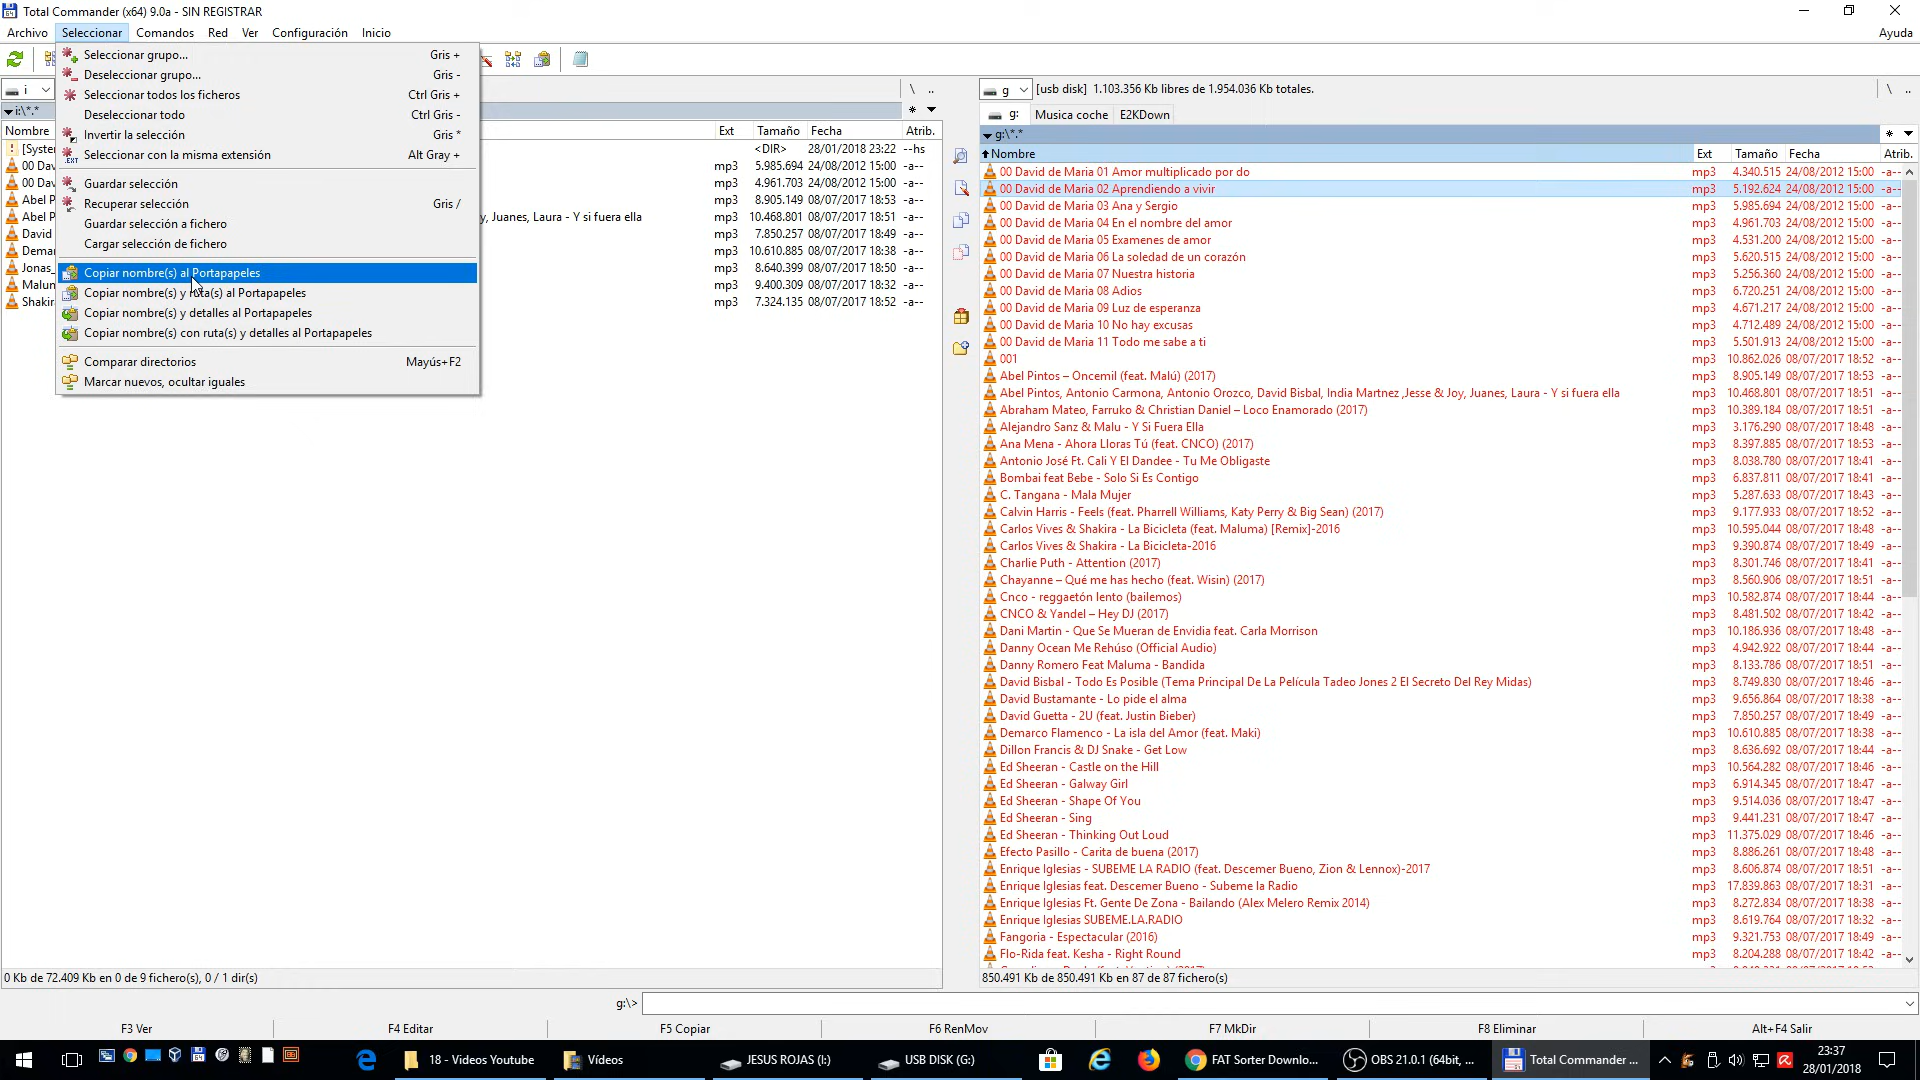 Total Commander (x64) 9.0a - SIN REGISTRAR
Archivo Seleccionar Comandos Red Ver Configuración Inicio Ayuda
Seleccionar grupo... Gris +
Deseleccionar grupo... Gris -
Seleccionar todos los ficheros Ctrl Gris +
Deseleccionar todo Ctrl Gris -
Invertir la selección Gris *
Seleccionar con la misma extensión Alt Gray +
Guardar selección
Recuperar selección Gris /
Guardar selección a fichero
Cargar selección de fichero
Copiar nombre(s) al Portapapeles
Copiar nombre(s) y ruta(s) al Portapapeles
Copiar nombre(s) y detalles al Portapapeles
Copiar nombre(s) con ruta(s) y detalles al Portapapeles
Comparar directorios Mayús+F2
Marcar nuevos, ocultar iguales
i \ ..
i:\*.* * 
Nombre Ext Tamaño Fecha Atrib.
[Syste <DIR> 28/01/2018 23:22 --hs
00 Dav mp3 5.985.694 24/08/2012 15:00 -a--
00 Dav mp3 4.961.703 24/08/2012 15:00 -a--
Abel P mp3 8.905.149 08/07/2017 18:53 -a--
Abel P y, Juanes, Laura - Y si fuera ella mp3 10.468.801 08/07/2017 18:51 -a--
David mp3 7.850.257 08/07/2017 18:49 -a--
Demar mp3 10.610.885 08/07/2017 18:38 -a--
Jonas_ mp3 8.640.399 08/07/2017 18:50 -a--
Malum mp3 9.400.309 08/07/2017 18:32 -a--
Shakir mp3 7.324.135 08/07/2017 18:52 -a--
0 Kb de 72.409 Kb en 0 de 9 fichero(s), 0 / 1 dir(s)
g [usb disk] 1.103.356 Kb libres de 1.954.036 Kb totales. \ ..
g: Musica coche E2KDown
g:\*.* *
Nombre Ext Tamaño Fecha Atrib.
00 David de Maria 01 Amor multiplicado por do mp3 4.340.515 24/08/2012 15:00 -a--
00 David de Maria 02 Aprendiendo a vivir mp3 5.192.624 24/08/2012 15:00 -a--
00 David de Maria 03 Ana y Sergio mp3 5.985.694 24/08/2012 15:00 -a--
00 David de Maria 04 En el nombre del amor mp3 4.961.703 24/08/2012 15:00 -a--
00 David de Maria 05 Examenes de amor mp3 4.531.200 24/08/2012 15:00 -a--
00 David de Maria 06 La soledad de un corazón mp3 5.620.515 24/08/2012 15:00 -a--
00 David de Maria 07 Nuestra historia mp3 5.256.360 24/08/2012 15:00 -a--
00 David de Maria 08 Adios mp3 6.720.251 24/08/2012 15:00 -a--
00 David de Maria 09 Luz de esperanza mp3 4.671.217 24/08/2012 15:00 -a--
00 David de Maria 10 No hay excusas mp3 4.712.489 24/08/2012 15:00 -a--
00 David de Maria 11 Todo me sabe a ti mp3 5.501.913 24/08/2012 15:00 -a--
001 mp3 10.862.026 08/07/2017 18:52 -a--
Abel Pintos – Oncemil (feat. Malú) (2017) mp3 8.905.149 08/07/2017 18:53 -a--
Abel Pintos, Antonio Carmona, Antonio Orozco, David Bisbal, India Martnez ,Jesse & Joy, Juanes, Laura - Y si fuera ella mp3 10.468.801 08/07/2017 18:51 -a--
Abraham Mateo, Farruko & Christian Daniel – Loco Enamorado (2017) mp3 10.389.184 08/07/2017 18:51 -a--
Alejandro Sanz & Malu - Y Si Fuera Ella mp3 3.176.290 08/07/2017 18:48 -a--
Ana Mena - Ahora Lloras Tú (feat. CNCO) (2017) mp3 8.397.885 08/07/2017 18:53 -a--
Antonio José Ft. Cali Y El Dandee - Tu Me Obligaste mp3 8.038.780 08/07/2017 18:41 -a--
Bombai feat Bebe - Solo Si Es Contigo mp3 6.837.811 08/07/2017 18:41 -a--
C. Tangana - Mala Mujer mp3 5.287.633 08/07/2017 18:43 -a--
Calvin Harris - Feels (feat. Pharrell Williams, Katy Perry & Big Sean) (2017) mp3 9.177.933 08/07/2017 18:52 -a--
Carlos Vives & Shakira - La Bicicleta (feat. Maluma) [Remix]-2016 mp3 10.595.044 08/07/2017 18:48 -a--
Carlos Vives & Shakira - La Bicicleta-2016 mp3 9.390.874 08/07/2017 18:49 -a--
Charlie Puth - Attention (2017) mp3 8.301.746 08/07/2017 18:41 -a--
Chayanne – Qué me has hecho (feat. Wisin) (2017) mp3 8.560.906 08/07/2017 18:51 -a--
Cnco - reggaetón lento (bailemos) mp3 10.582.874 08/07/2017 18:44 -a--
CNCO & Yandel – Hey DJ (2017) mp3 8.481.502 08/07/2017 18:42 -a--
Dani Martin - Que Se Mueran de Envidia feat. Carla Morrison mp3 10.186.936 08/07/2017 18:48 -a--
Danny Ocean Me Rehúso (Official Audio) mp3 4.942.922 08/07/2017 18:44 -a--
Danny Romero Feat Maluma - Bandida mp3 8.133.786 08/07/2017 18:51 -a--
David Bisbal - Todo Es Posible (Tema Principal De La Película Tadeo Jones 2 El Secreto Del Rey Midas) mp3 8.749.830 08/07/2017 18:46 -a--
David Bustamante - Lo pide el alma mp3 9.656.864 08/07/2017 18:38 -a--
David Guetta - 2U (feat. Justin Bieber) mp3 7.850.257 08/07/2017 18:49 -a--
Demarco Flamenco - La isla del Amor (feat. Maki) mp3 10.610.885 08/07/2017 18:38 -a--
Dillon Francis & DJ Snake - Get Low mp3 8.636.692 08/07/2017 18:44 -a--
Ed Sheeran - Castle on the Hill mp3 10.564.282 08/07/2017 18:46 -a--
Ed Sheeran - Galway Girl mp3 6.914.345 08/07/2017 18:47 -a--
Ed Sheeran - Shape Of You mp3 9.514.036 08/07/2017 18:47 -a--
Ed Sheeran - Sing mp3 9.441.231 08/07/2017 18:47 -a--
Ed Sheeran - Thinking Out Loud mp3 11.375.029 08/07/2017 18:46 -a--
Efecto Pasillo - Carita de buena (2017) mp3 8.886.261 08/07/2017 18:48 -a--
Enrique Iglesias - SUBEME LA RADIO (feat. Descemer Bueno, Zion & Lennox)-2017 mp3 8.606.874 08/07/2017 18:51 -a--
Enrique Iglesias feat. Descemer Bueno - Subeme la Radio mp3 17.839.863 08/07/2017 18:31 -a--
Enrique Iglesias Ft. Gente De Zona - Bailando (Alex Melero Remix 2014) mp3 8.272.834 08/07/2017 18:38 -a--
Enrique Iglesias SUBEME.LA.RADIO mp3 8.619.764 08/07/2017 18:32 -a--
Fangoria - Espectacular (2016) mp3 9.321.753 08/07/2017 18:49 -a--
Flo-Rida feat. Kesha - Right Round mp3 8.204.288 08/07/2017 18:42 -a--
850.491 Kb de 850.491 Kb en 87 de 87 fichero(s)
g:\>
F3 Ver F4 Editar F5 Copiar F6 RenMov F7 MkDir F8 Eliminar Alt+F4 Salir
18 - Videos Youtube Vídeos JESUS ROJAS (I:) USB DISK (G:) FAT Sorter Downlo... OBS 21.0.1 (64bit, ... Total Commander ... 23:37
28/01/2018